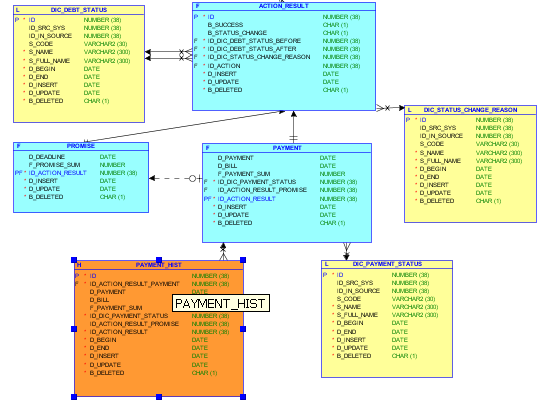 L DIC_DEBT_STATUS
P * ID NUMBER (38)
ID_SRC_SYS NUMBER (38)
ID_IN_SOURCE NUMBER (38)
S_CODE VARCHAR2 (30)
* S_NAME VARCHAR2 (300)
* S_FULL_NAME VARCHAR2 (300)
* D_BEGIN DATE
* D_END DATE
* D_INSERT DATE
* D_UPDATE DATE
* B_DELETED CHAR (1)
F ACTION_RESULT
P * ID NUMBER (38)
B_SUCCESS CHAR (1)
B_STATUS_CHANGE CHAR (1)
F * ID_DIC_DEBT_STATUS_BEFORE NUMBER (38)
F * ID_DIC_DEBT_STATUS_AFTER NUMBER (38)
F * ID_DIC_STATUS_CHANGE_REASON NUMBER (38)
F * ID_ACTION NUMBER (38)
* D_INSERT DATE
* D_UPDATE DATE
* B_DELETED CHAR (1)
L DIC_STATUS_CHANGE_REASON
P * ID NUMBER (38)
ID_SRC_SYS NUMBER (38)
ID_IN_SOURCE NUMBER (38)
S_CODE VARCHAR2 (30)
* S_NAME VARCHAR2 (300)
* S_FULL_NAME VARCHAR2 (300)
* D_BEGIN DATE
* D_END DATE
* D_INSERT DATE
* D_UPDATE DATE
* B_DELETED CHAR (1)
F PROMISE
D_DEADLINE DATE
F_PROMISE_SUM NUMBER
PF * ID_ACTION_RESULT NUMBER (38)
* D_INSERT DATE
* D_UPDATE DATE
* B_DELETED CHAR (1)
F PAYMENT
D_PAYMENT DATE
D_BILL DATE
F_PAYMENT_SUM NUMBER
F * ID_DIC_PAYMENT_STATUS NUMBER (38)
F ID_ACTION_RESULT_PROMISE NUMBER (38)
PF * ID_ACTION_RESULT NUMBER (38)
* D_INSERT DATE
* D_UPDATE DATE
* B_DELETED CHAR (1)
H PAYMENT_HIST
P * ID NUMBER (38)
F * ID_ACTION_RESULT_PAYMENT NUMBER (38)
D_PAYMENT DATE
D_BILL
F_PAYMENT_SUM
* ID_DIC_PAYMENT_STATUS NUMBER (38)
ID_ACTION_RESULT_PROMISE NUMBER (38)
* ID_ACTION_RESULT NUMBER (38)
* D_BEGIN DATE
* D_END DATE
* D_INSERT DATE
* D_UPDATE DATE
* B_DELETED CHAR (1)
PAYMENT_HIST
L DIC_PAYMENT_STATUS
P * ID NUMBER (38)
ID_SRC_SYS NUMBER (38)
ID_IN_SOURCE NUMBER (38)
S_CODE VARCHAR2 (30)
* S_NAME VARCHAR2 (300)
* S_FULL_NAME VARCHAR2 (300)
* D_BEGIN DATE
* D_END DATE
* D_INSERT DATE
* D_UPDATE DATE
* B_DELETED CHAR (1)